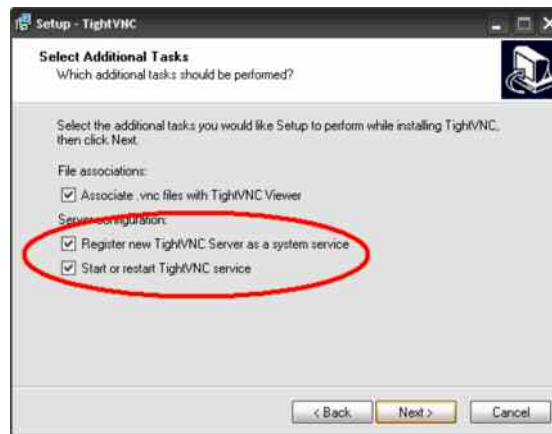 Setup - TightVNC
Select Additional Tasks
Which additional tasks should be performed?
Select the additional tasks you would like Setup to perform while installing TightVNC,
then click Next.
File associations:
Associate .vnc files with TightVNC Viewer
Server configuration:
Register new TightVNC Server as a system service
Start or restart TightVNC service
< Back
Next >
Cancel